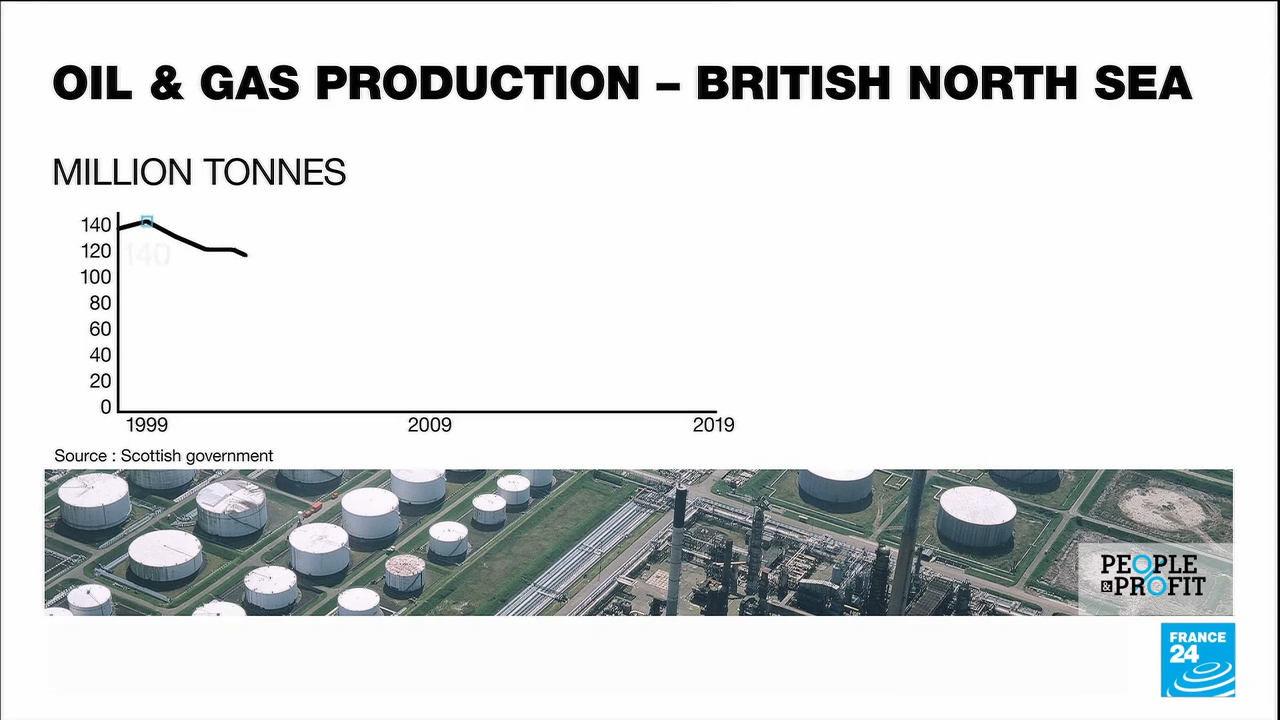 OIL & GAS PRODUCTION – BRITISH NORTH SEA
MILLION TONNES
140
120
140
100
80
60
40
20
0
1999
2009
2019
Source : Scottish government
PEOPLE
& PROFIT
FRANCE
24